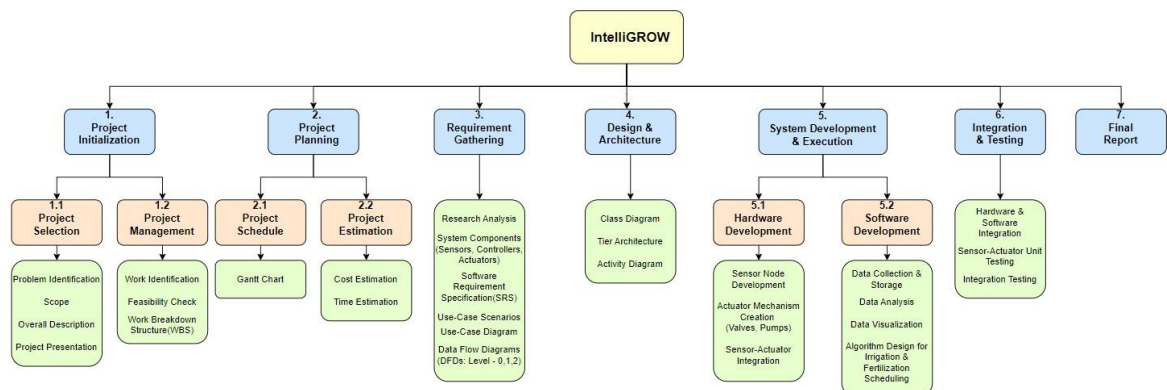 IntelliGROW
1.
Project
Initialization
2.
Project
Planning
3.
Requirement
Gathering
4.
Design &
Architecture
5.
System Development
& Execution
6.
Integration
& Testing
7.
Final
Report
1.1
Project
Selection
1.2
Project
Management
2.1
Project
Schedule
2.2
Project
Estimation
5.1
Hardware
Development
5.2
Software
Development
Problem Identification
Scope
Overall Description
Project Presentation
Work Identification
Feasibility Check
Work Breakdown
Structure(WBS)
Gantt Chart
Cost Estimation
Time Estimation
Research Analysis
System Components
(Sensors, Controllers,
Actuators)
Software
Requirement
Specification(SRS)
Use-Case Scenarios
Use-Case Diagram
Data Flow Diagrams
(DFDs: Level - 0,1,2)
Class Diagram
Tier Architecture
Activity Diagram
Sensor Node
Development
Actuator Mechanism
Creation
(Valves, Pumps)
Sensor-Actuator
Integration
Data Collection &
Storage
Data Analysis
Data Visualization
Algorithm Design for
Irrigation &
Fertilization
Scheduling
Hardware &
Software
Integration
Sensor-Actuator Unit
Testing
Integration Testing